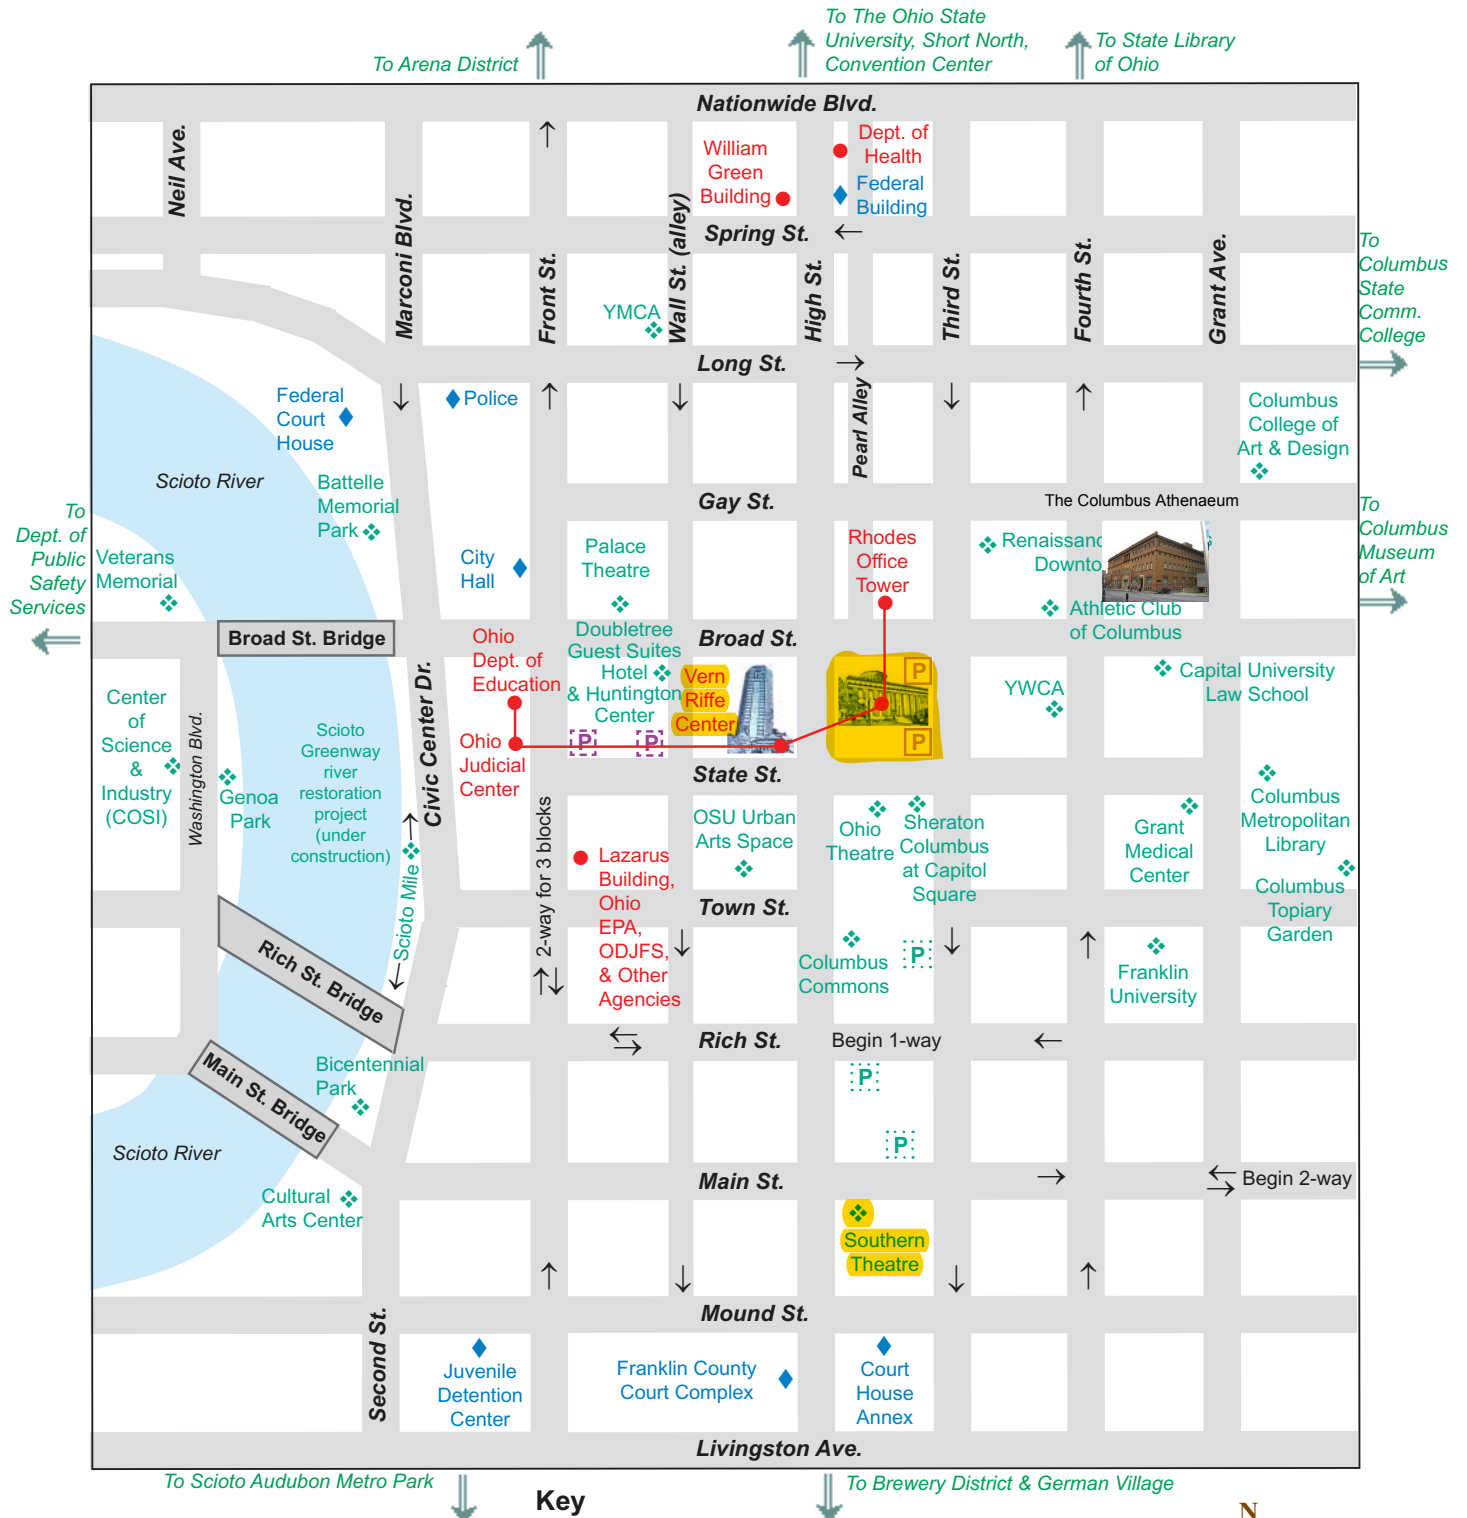 To The Ohio State
University, Short North,
Convention Center
To Arena District
To State Library
of Ohio
Nationwide Blvd.
Neil Ave.
William
Green
Building
Dept. of
Health
Federal
Building
Marconi Blvd.
Front St.
Wall St. (alley)
Spring St.
High St.
Third St.
Fourth St.
Grant Ave.
To
Columbus
State
Comm.
College
YMCA
Long St.
Pearl Alley
Federal
Court
House
Police
Columbus
College of
Art & Design
Scioto River
Battelle
Memorial
Park
Gay St.
The Columbus Athenaeum
To
Dept. of
Public
Safety
Services
To
Columbus
Museum
of Art
Veterans
Memorial
City
Hall
Palace
Theatre
Rhodes
Office
Tower
Renaissanc
Downto
Athletic Club
of Columbus
Broad St. Bridge
Broad St.
Ohio
Dept. of
Education
Doubletree
Guest Suites
Hotel
& Huntington
Center
Vern
Riffe
Center
P
P
YWCA
Capital University
Law School
Center
of
Science
&
Industry
(COSI)
Washington Blvd.
Genoa
Park
Scioto
Greenway
river
restoration
project
(under
construction)
Civic Center Dr.
Ohio
Judicial
Center
P
P
State St.
Scioto Mile
2-way for 3 blocks
Lazarus
Building,
Ohio
EPA,
ODJFS,
& Other
Agencies
OSU Urban
Arts Space
Ohio
Theatre
Sheraton
Columbus
at Capitol
Square
Grant
Medical
Center
Columbus
Metropolitan
Library
Columbus
Topiary
Garden
Town St.
Columbus
Commons
P
Franklin
University
Rich St. Bridge
Rich St.
Begin 1-way
Main St. Bridge
Bicentennial
Park
P
P
Scioto River
Main St.
Begin 2-way
Cultural
Arts Center
Southern
Theatre
Mound St.
Second St.
Juvenile
Detention
Center
Franklin County
Court Complex
Court
House
Annex
Livingston Ave.
To Scioto Audubon Metro Park
To Brewery District & German Village
Key
N